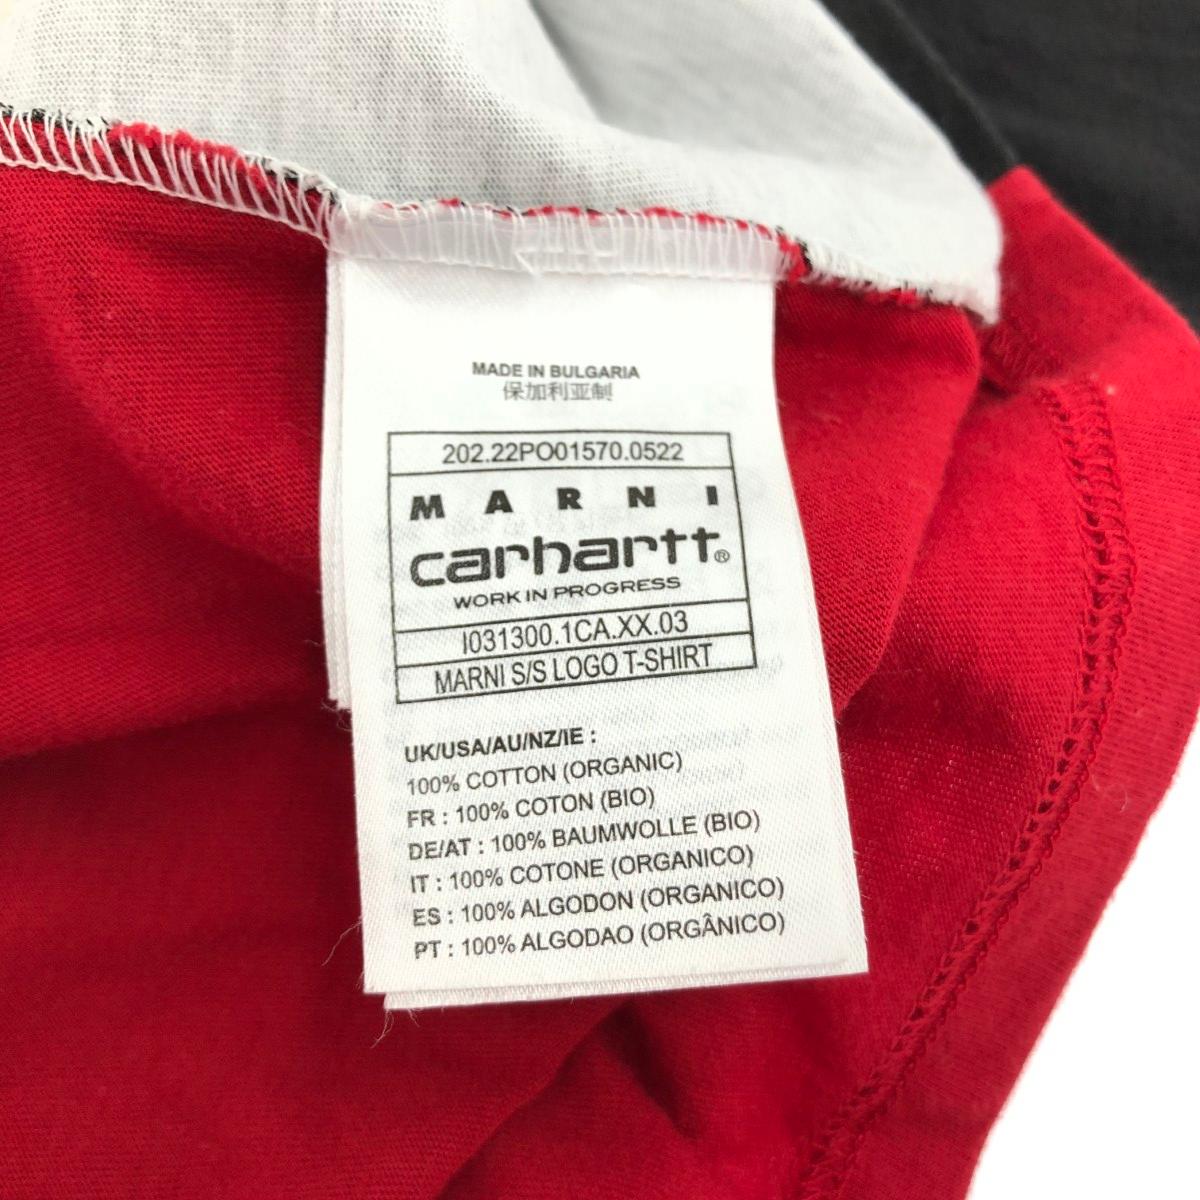 MADE IN BULGARIA
保加利亚制
202.22PO01570.0522
MARNI
carhartt®
WORK IN PROGRESS
I031300.1CA.XX.03
MARNI S/S LOGO T-SHIRT
UK/USA/AU/NZ/IE :
100% COTTON (ORGANIC)
FR : 100% COTON (BIO)
DE/AT : 100% BAUMWOLLE (BIO)
IT : 100% COTONE (ORGANICO)
ES : 100% ALGODON (ORGANICO)
PT : 100% ALGODAO (ORGÂNICO)